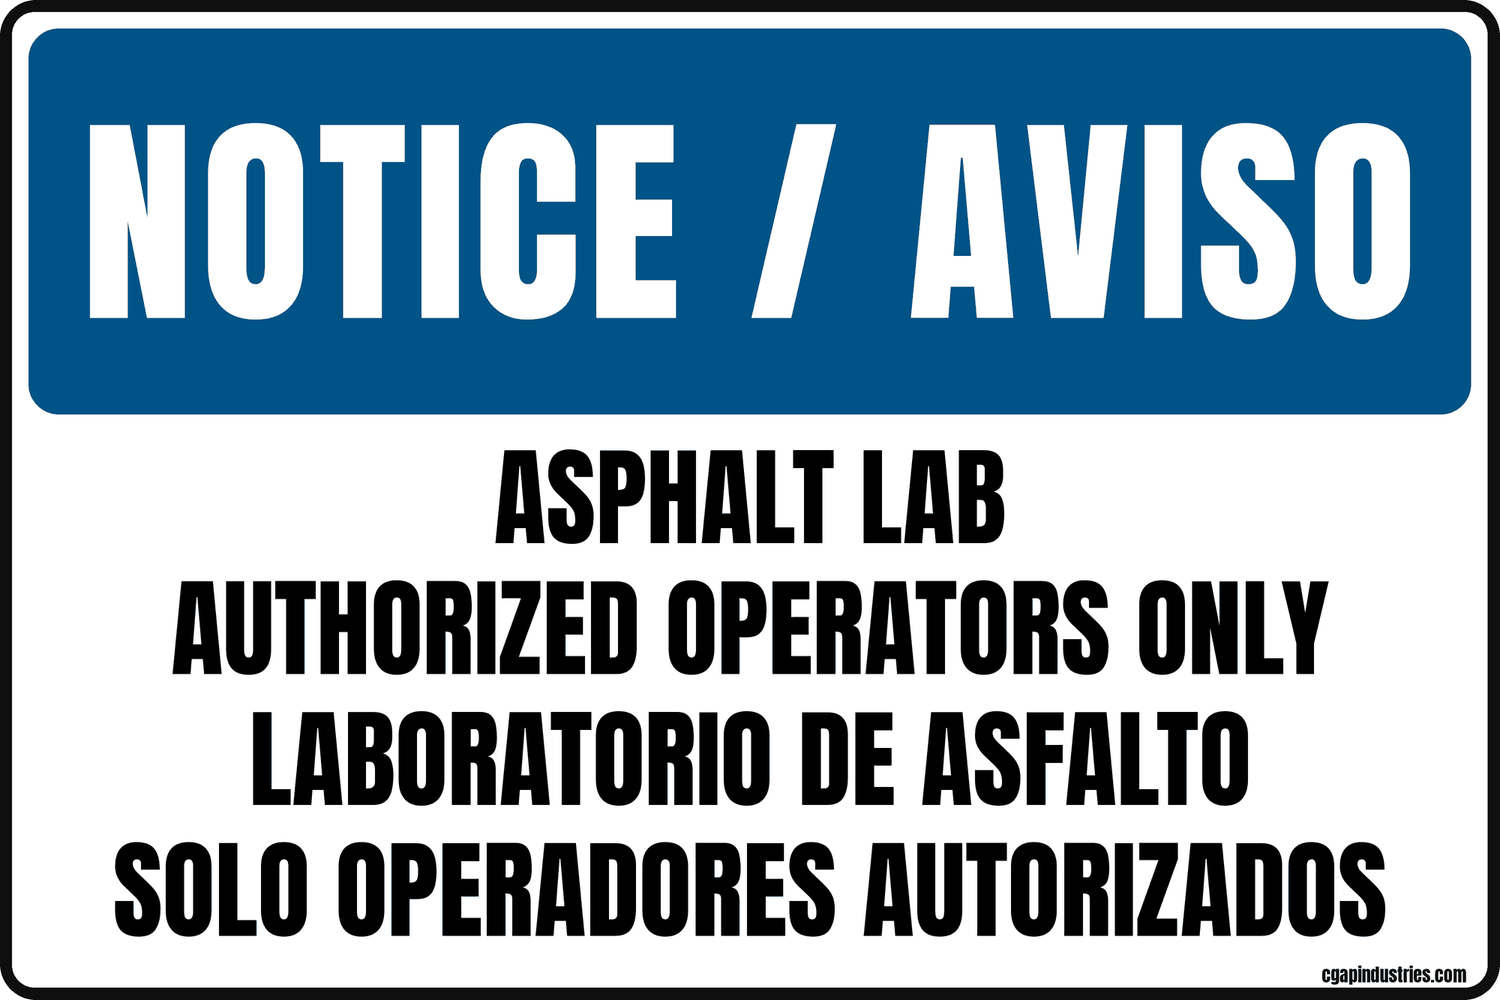 NOTICE / AVISO
ASPHALT LAB
AUTHORIZED OPERATORS ONLY
LABORATORIO DE ASFALTO
SOLO OPERADORES AUTORIZADOS
cgapindustries.com